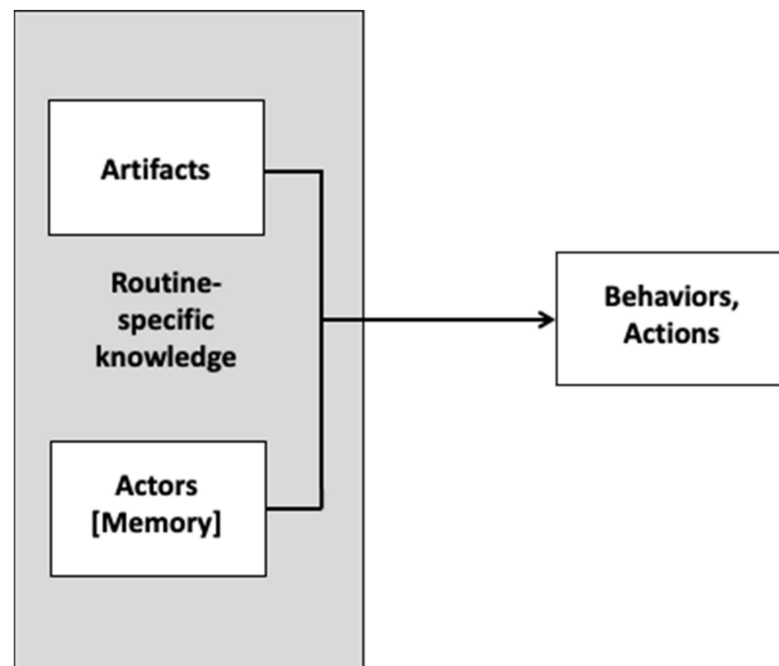 Artifacts
Routine-
specific
knowledge
Actors
[Memory]
Behaviors,
Actions